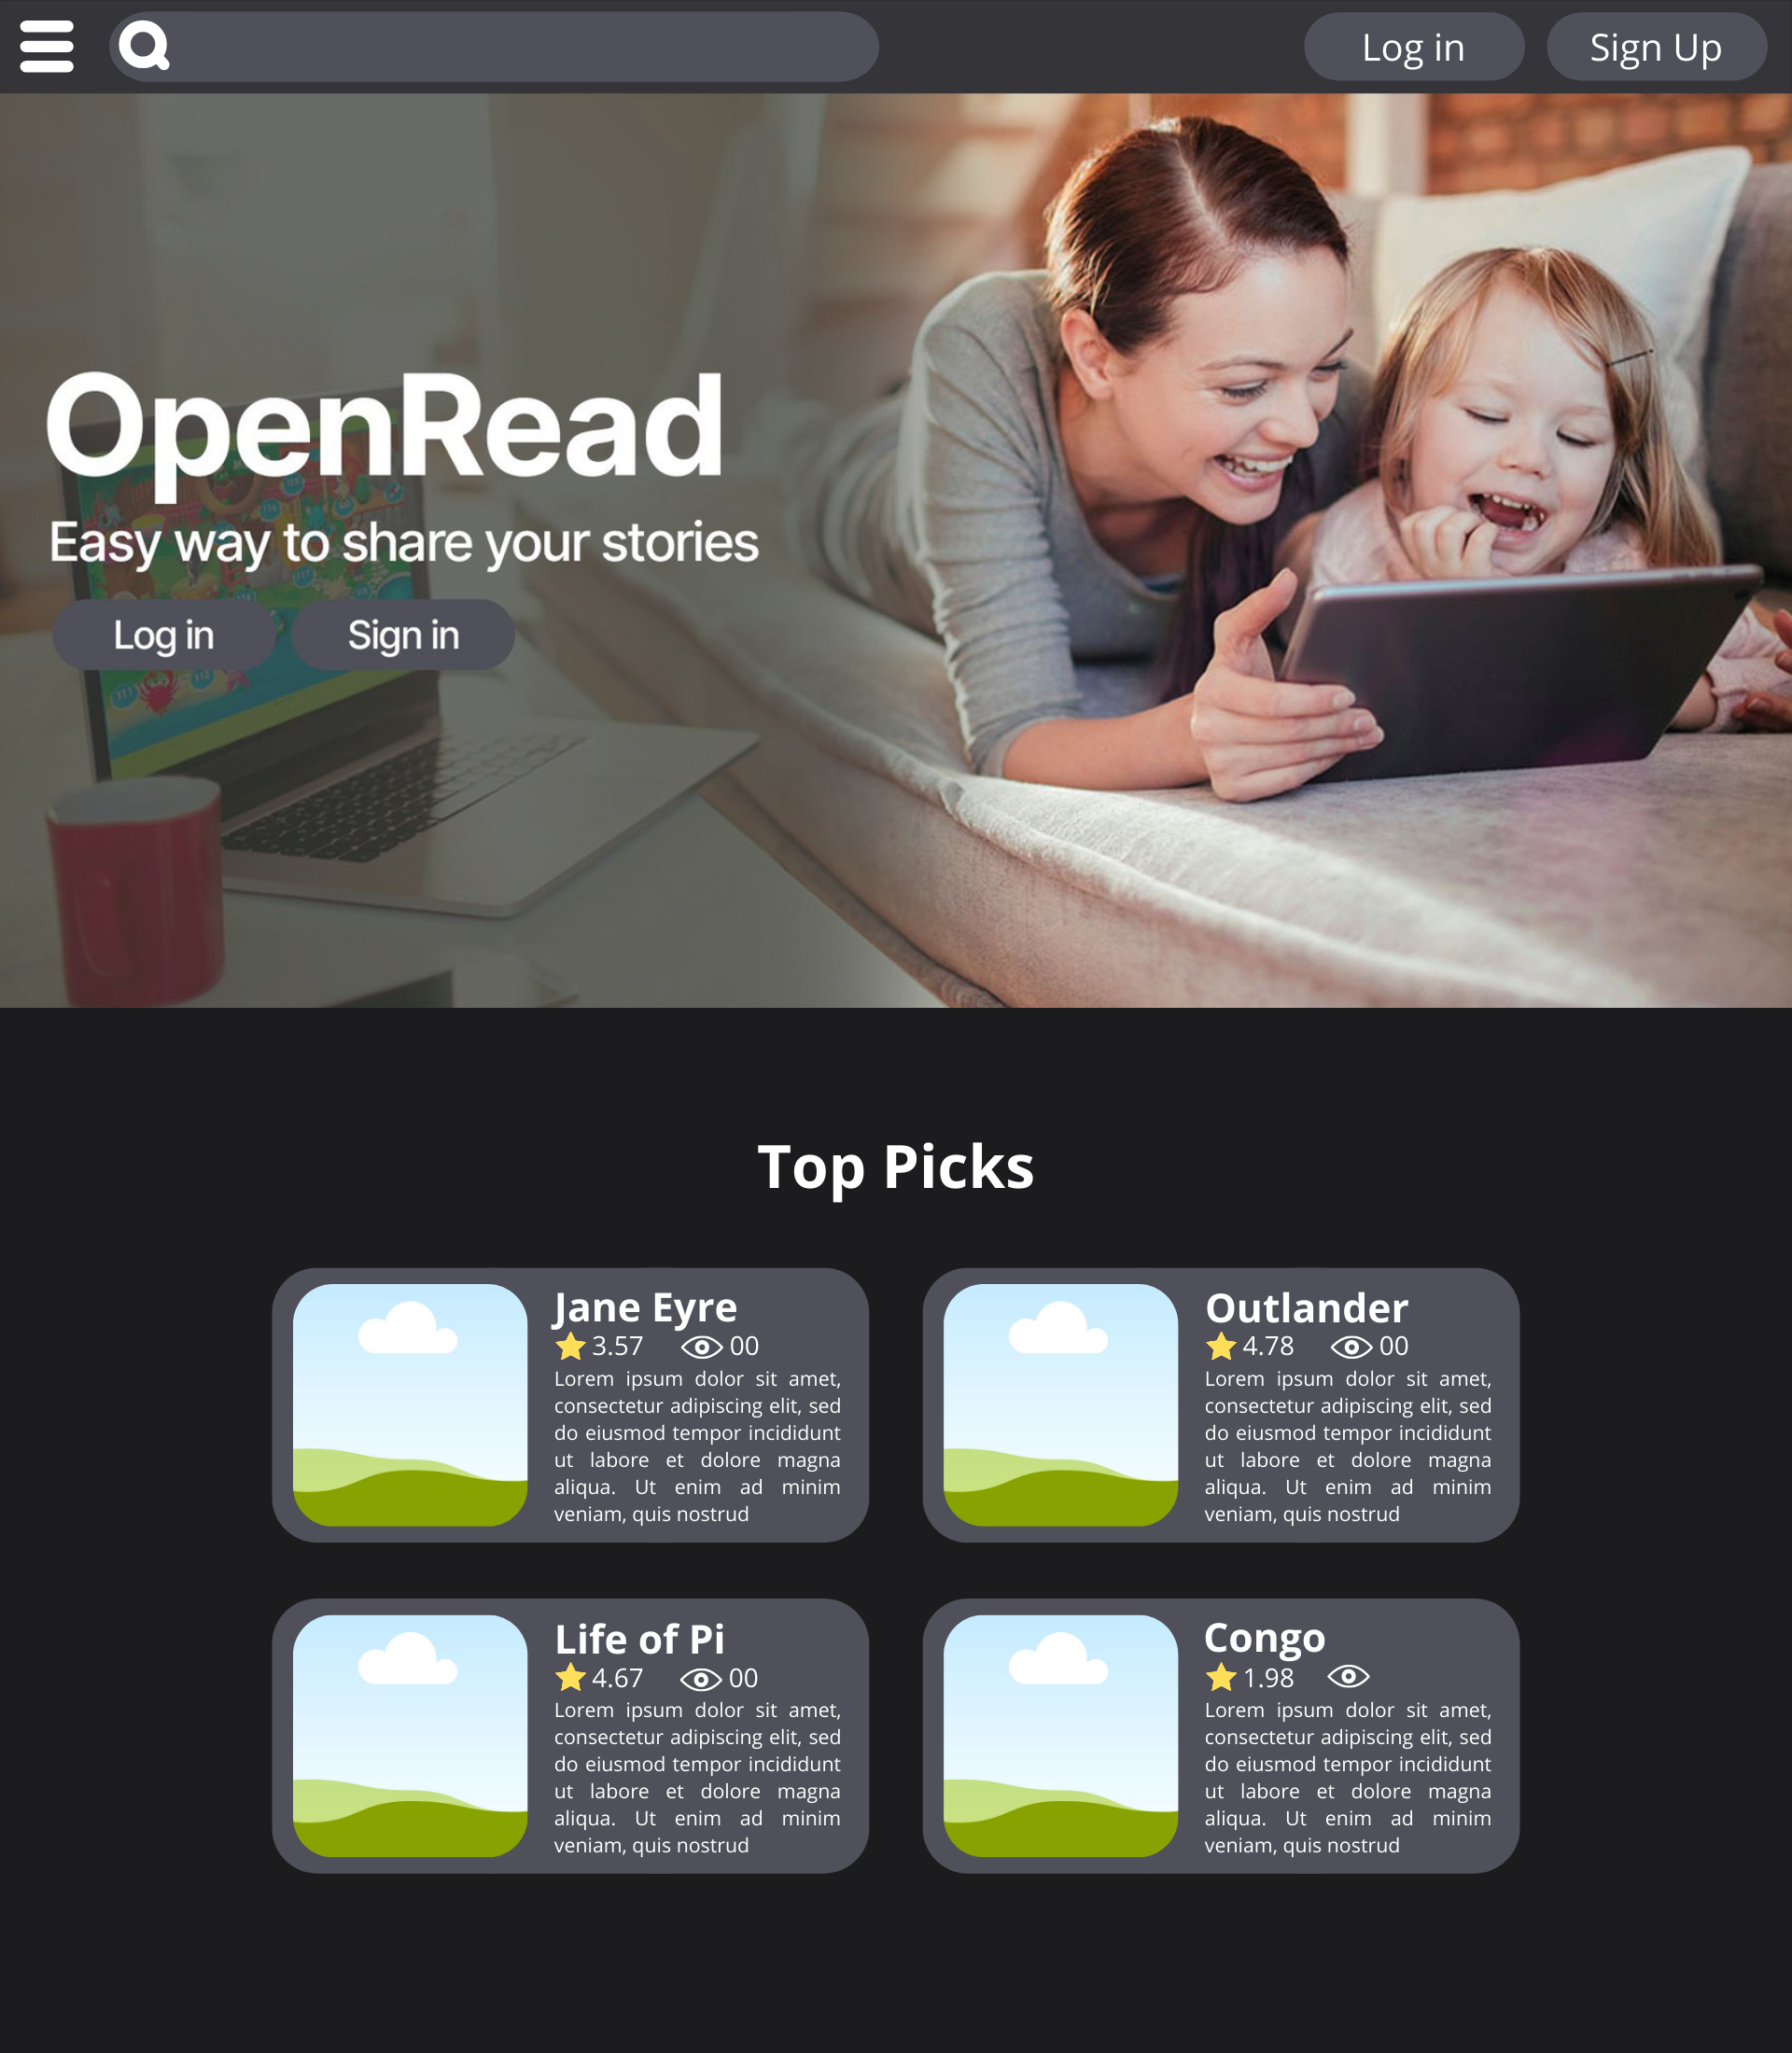 Log in
Sign Up
OpenRead
Easy way to share your stories
Log in
Sign in
Top Picks
Jane Eyre
3.57 00
Lorem ipsum dolor sit amet,
consectetur adipiscing elit, sed
do eiusmod tempor incididunt
ut labore et dolore magna
aliqua. Ut enim ad minim
veniam, quis nostrud
Outlander
4.78 00
Lorem ipsum dolor sit amet,
consectetur adipiscing elit, sed
do eiusmod tempor incididunt
ut labore et dolore magna
aliqua. Ut enim ad minim
veniam, quis nostrud
Life of Pi
4.67 00
Lorem ipsum dolor sit amet,
consectetur adipiscing elit, sed
do eiusmod tempor incididunt
ut labore et dolore magna
aliqua. Ut enim ad minim
veniam, quis nostrud
Congo
1.98
Lorem ipsum dolor sit amet,
consectetur adipiscing elit, sed
do eiusmod tempor incididunt
ut labore et dolore magna
aliqua. Ut enim ad minim
veniam, quis nostrud